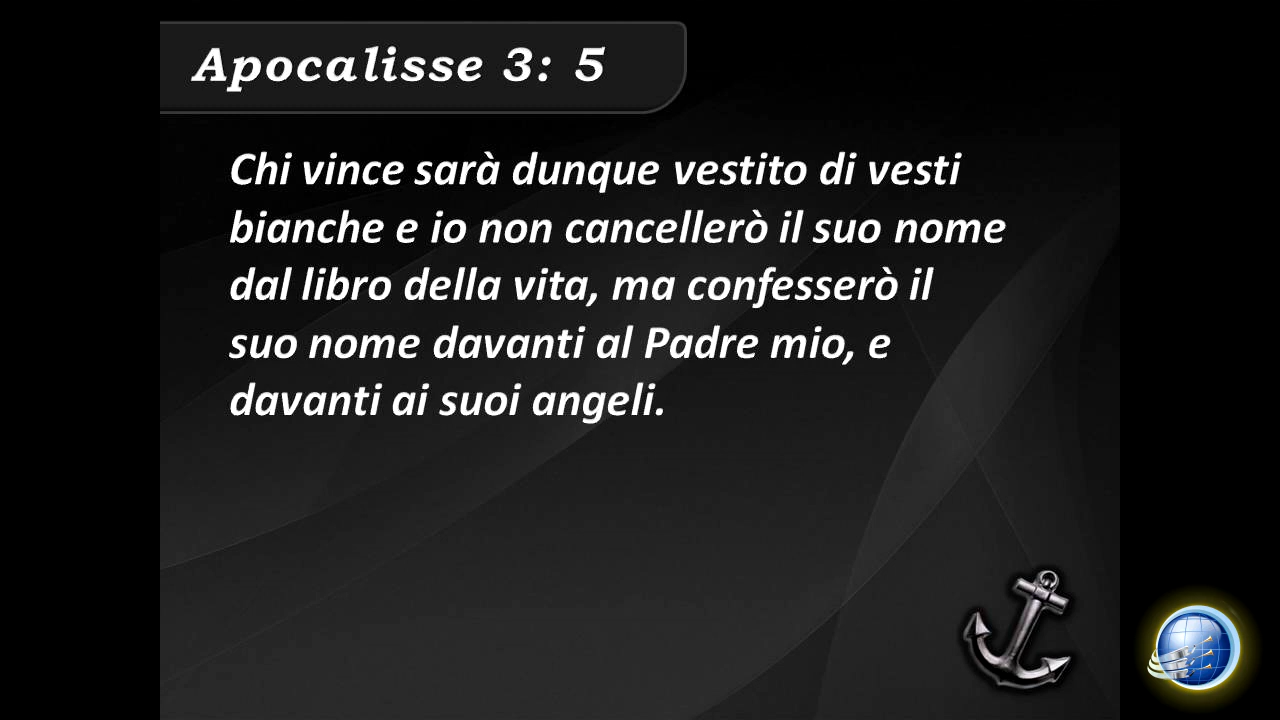 Apocalisse 3: 5
Chi vince sarà dunque vestito di vesti
bianche e io non cancellerò il suo nome
dal libro della vita, ma confesserò il
suo nome davanti al Padre mio, e
davanti ai suoi angeli.